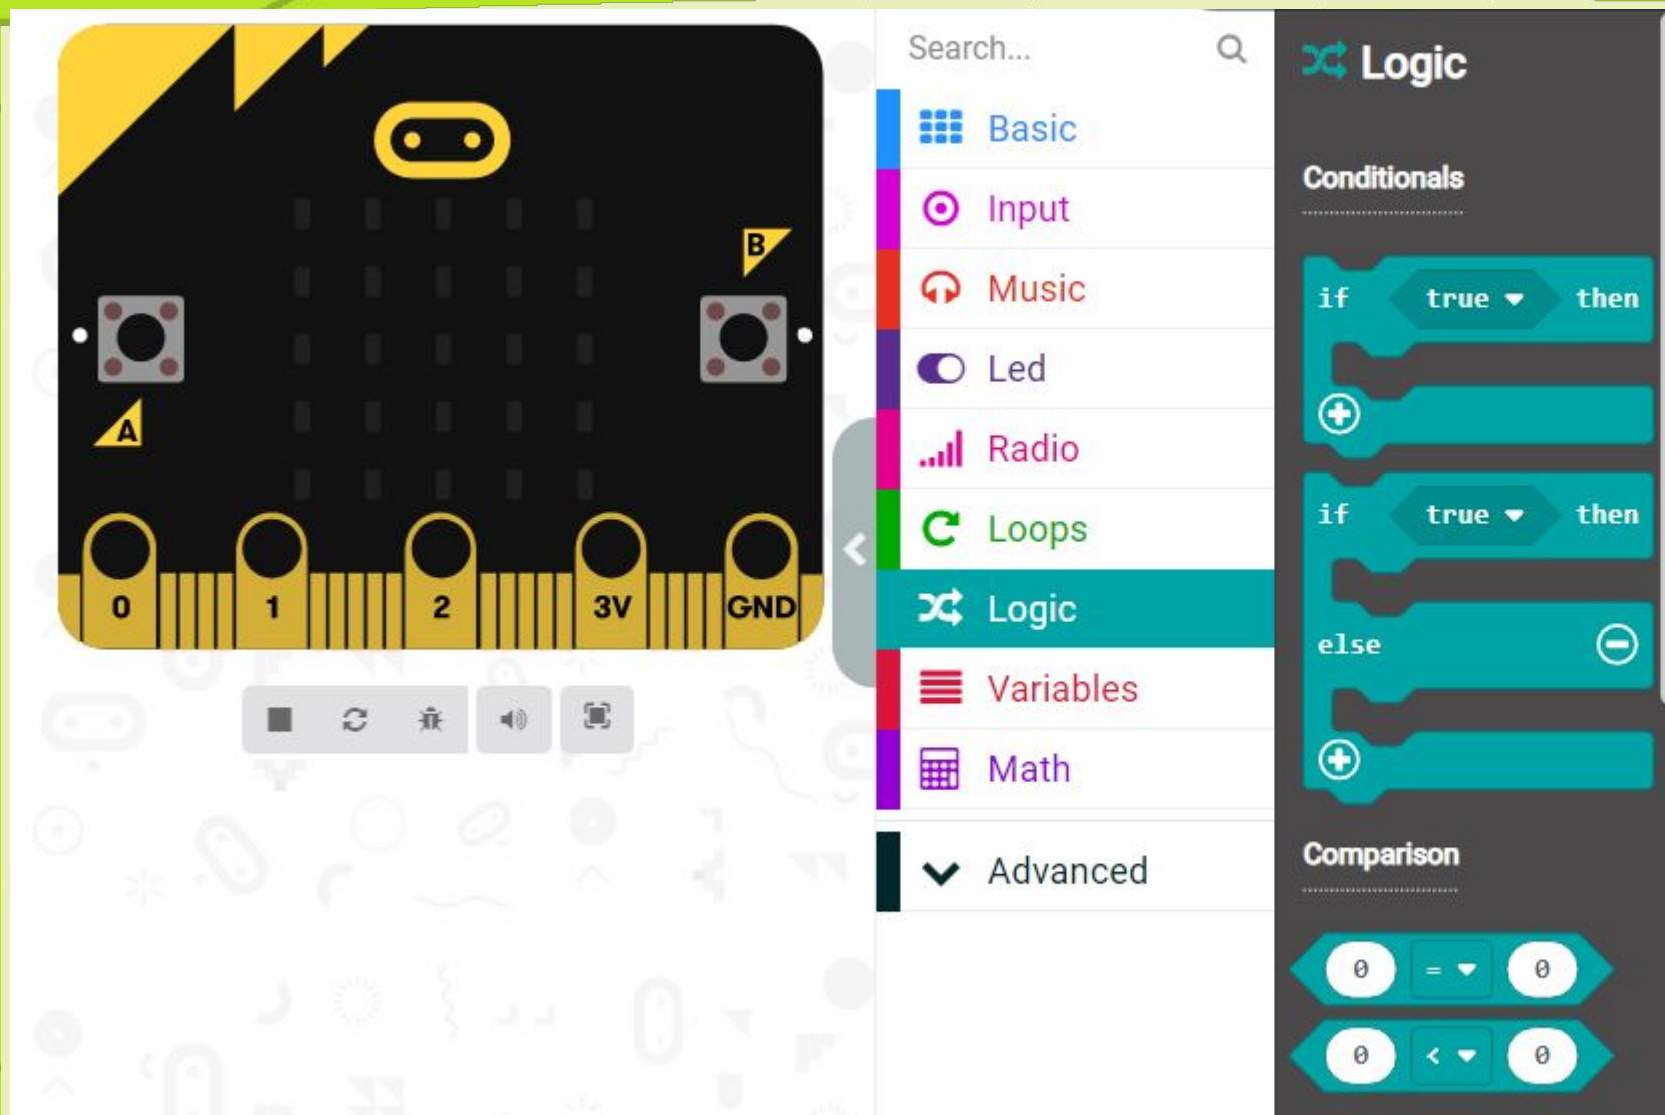 B
A
0 1 2 3V GND
Search...
Basic
Input
Music
Led
Radio
Loops
Logic
Variables
Math
Advanced
Logic
Conditionals
if true then
if true then
else
Comparison
0 = 0
0 < 0